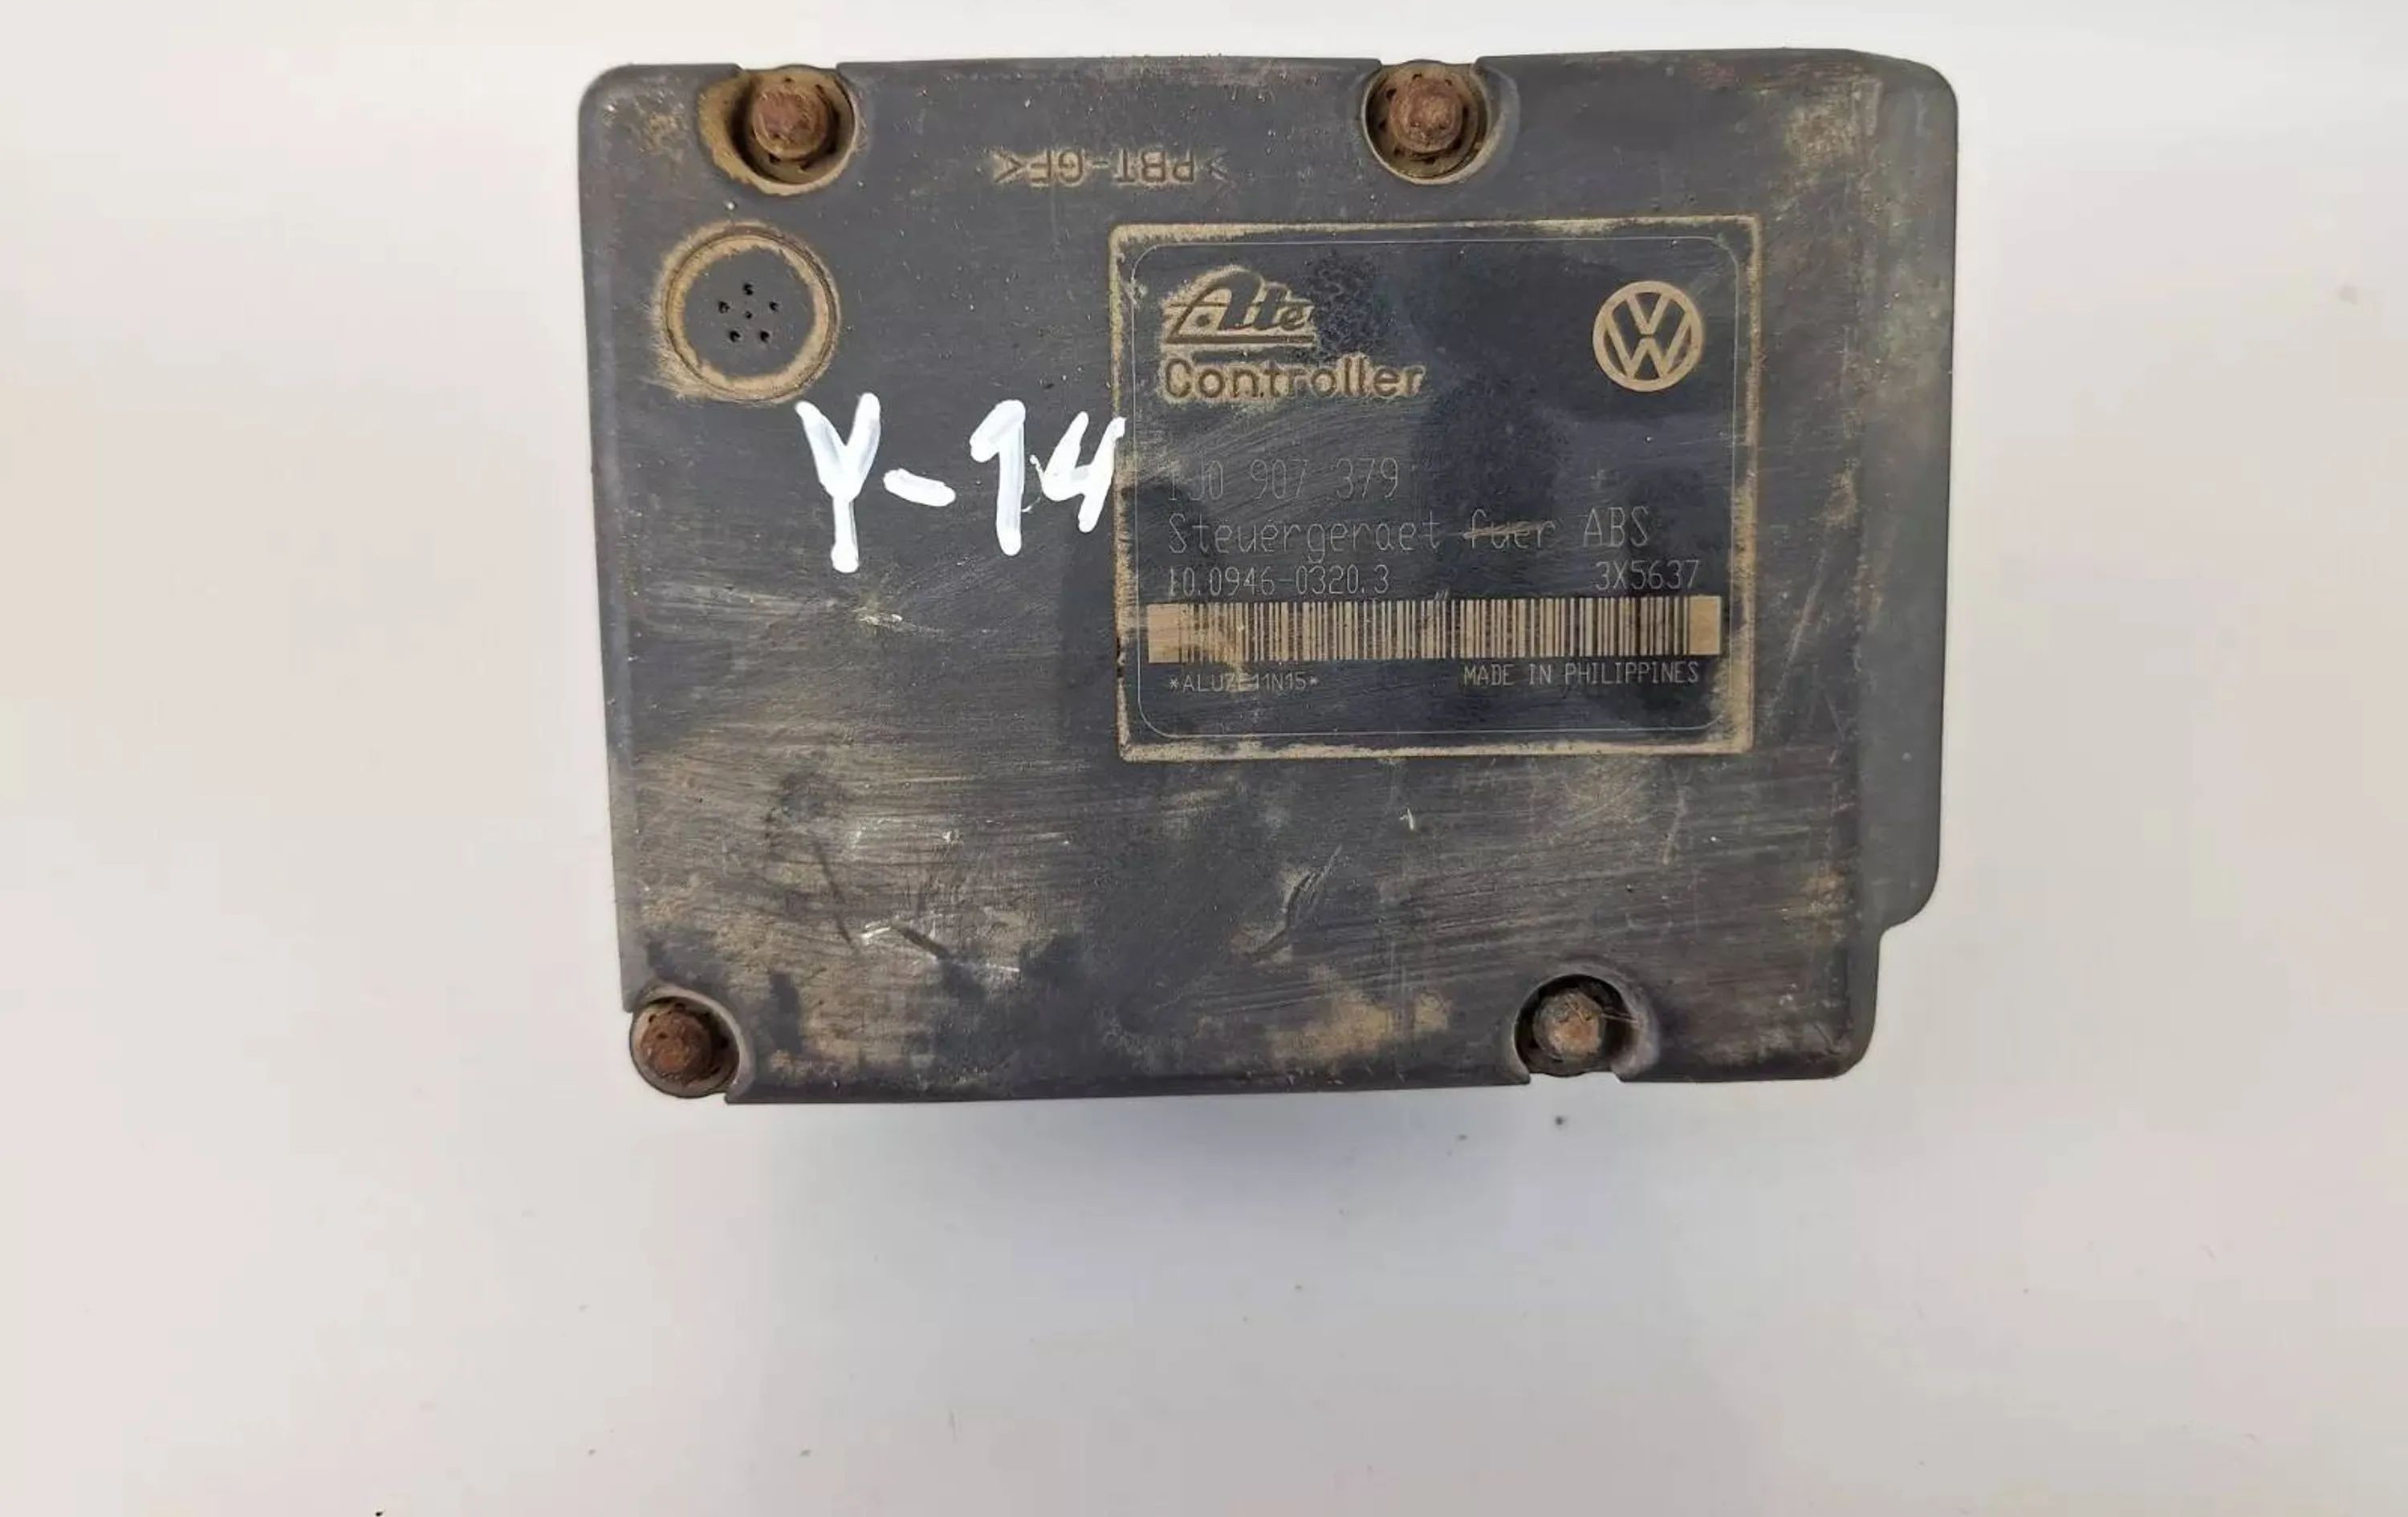 >PBT-GF<
Ate
Controller
Y-14
1J0 907 379
Steuergeraet fuer ABS
10.0946-0320.3 3X5637
MADE IN PHILIPPINES